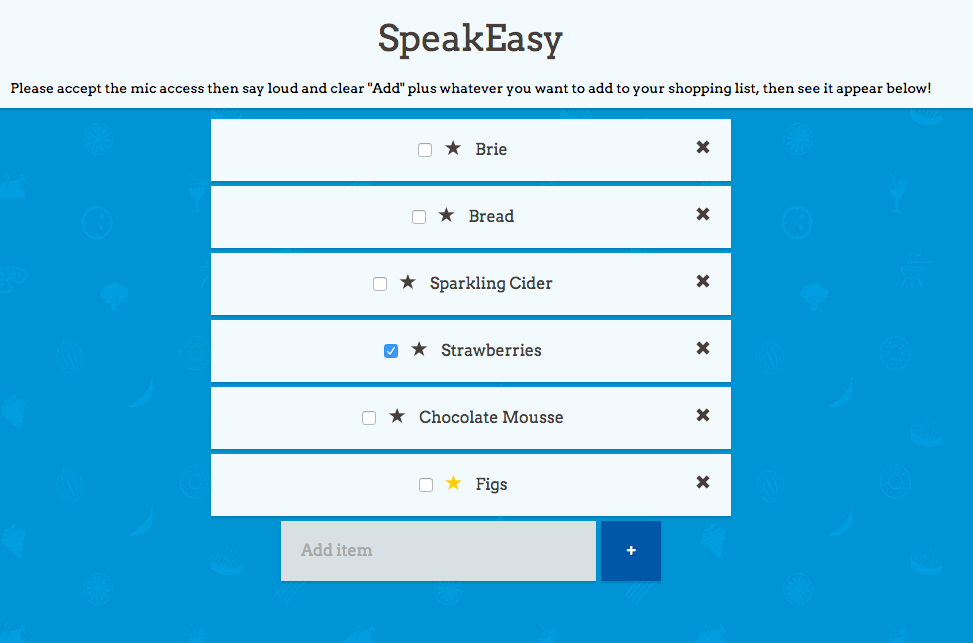 SpeakEasy
Please accept the mic access then say loud and clear "Add" plus whatever you want to add to your shopping list, then see it appear below!
Brie
Bread
Sparkling Cider
Strawberries
Chocolate Mousse
Figs
Add item
+